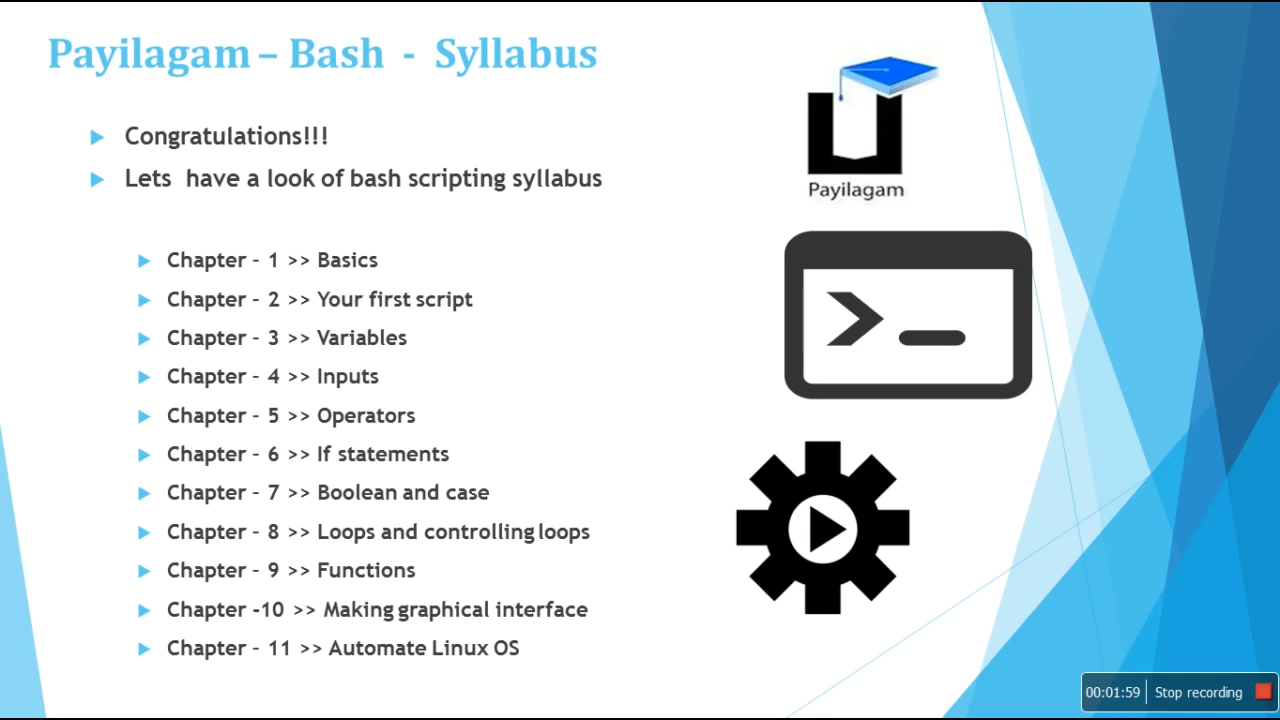 Payilagam – Bash - Syllabus
Congratulations!!!
Lets have a look of bash scripting syllabus
Payilagam
Chapter – 1 >> Basics
Chapter – 2 >> Your first script
Chapter – 3 >> Variables
Chapter – 4 >> Inputs
Chapter – 5 >> Operators
Chapter – 6 >> If statements
Chapter – 7 >> Boolean and case
Chapter – 8 >> Loops and controlling loops
Chapter – 9 >> Functions
Chapter -10 >> Making graphical interface
Chapter – 11 >> Automate Linux OS
00:01:59 Stop recording